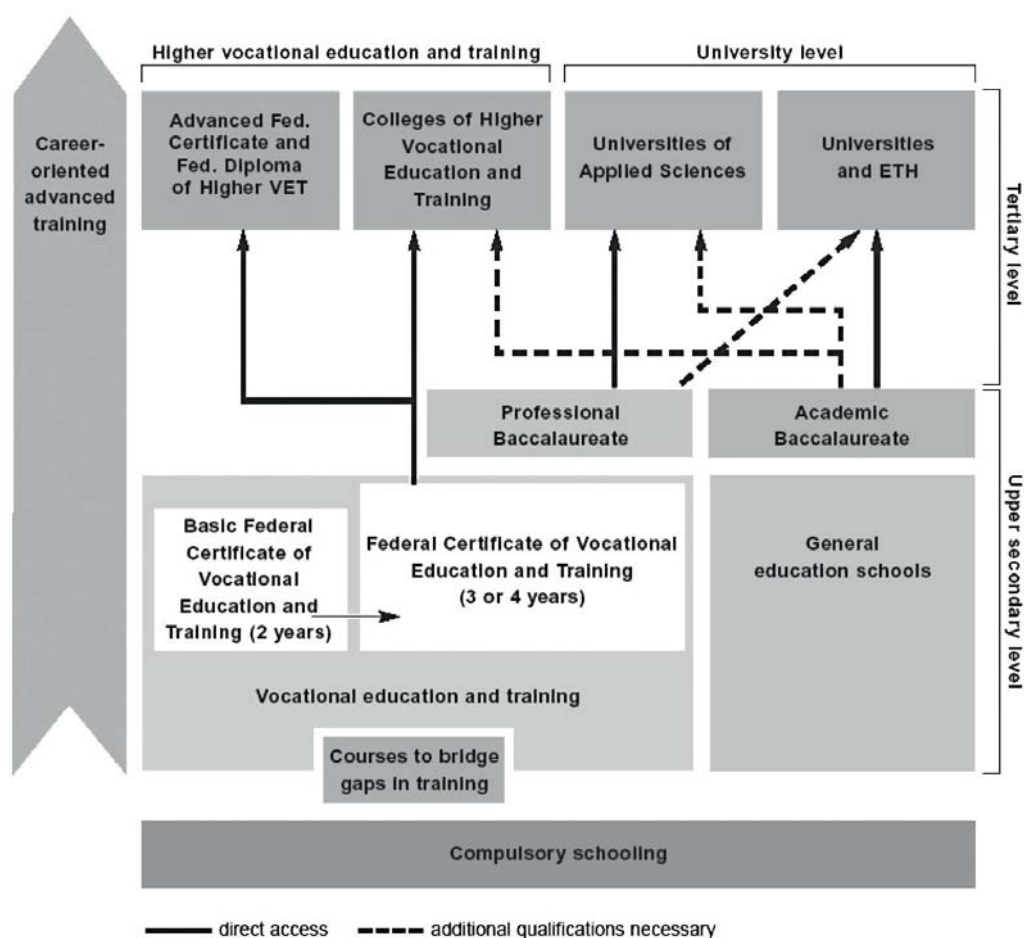 Higher vocational education and training
University level
Career-
oriented
advanced
training
Advanced Fed.
Certificate and
Fed. Diploma
of Higher VET
Colleges of Higher
Vocational
Education and
Training
Universities of
Applied Sciences
Universities
and ETH
Tertiary level
Professional
Baccalaureate
Academic
Baccalaureate
Upper secondary level
Basic Federal
Certificate of
Vocational
Education and
Training (2 years)
Federal Certificate of Vocational
Education and Training
(3 or 4 years)
General
education schools
Vocational education and training
Courses to bridge
gaps in training
Compulsory schooling
direct access
additional qualifications necessary